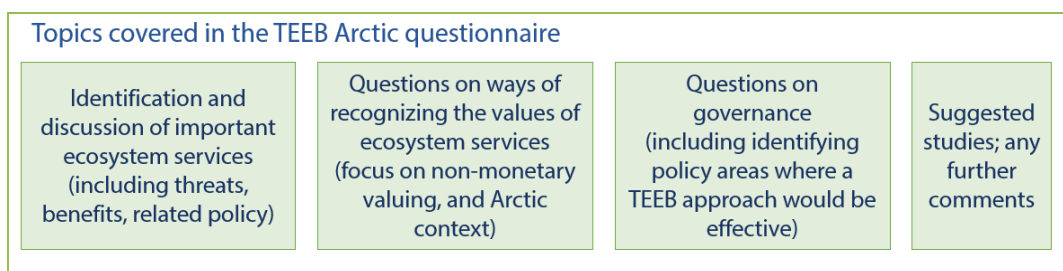 Topics covered in the TEEB Arctic questionnaire
Identification and
discussion of important
ecosystem services
(including threats,
benefits, related policy)
Questions on ways of
recognizing the values of
ecosystem services
(focus on non-monetary
valuing, and Arctic
context)
Questions on
governance
(including identifying
policy areas where a
TEEB approach would be
effective)
Suggested
studies; any
further
comments